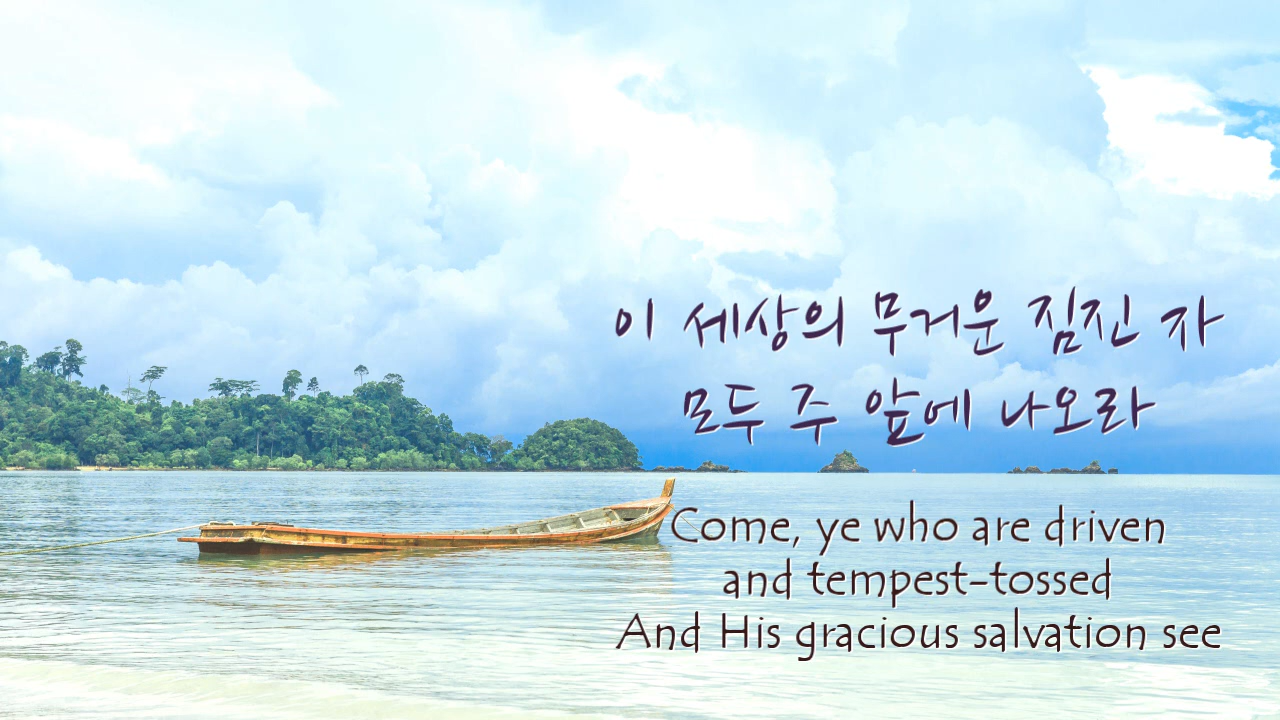 이 세상의 무거운 짐진 자
모두 주 앞에 나오라
Come, ye who are driven
and tempest-tossed
And His gracious salvation see